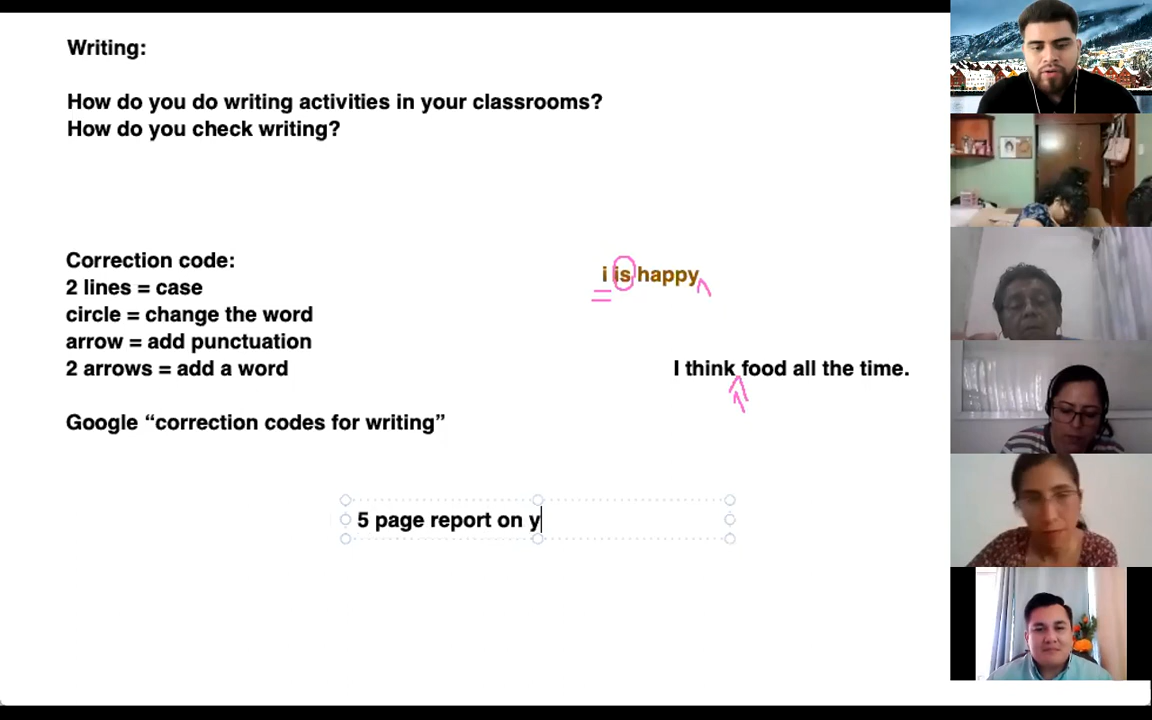 Writing:
How do you do writing activities in your classrooms?
How do you check writing?
Correction code:
2 lines = case
circle = change the word
arrow = add punctuation
2 arrows = add a word
Google “correction codes for writing”
i is happy
I think food all the time.
5 page report on y